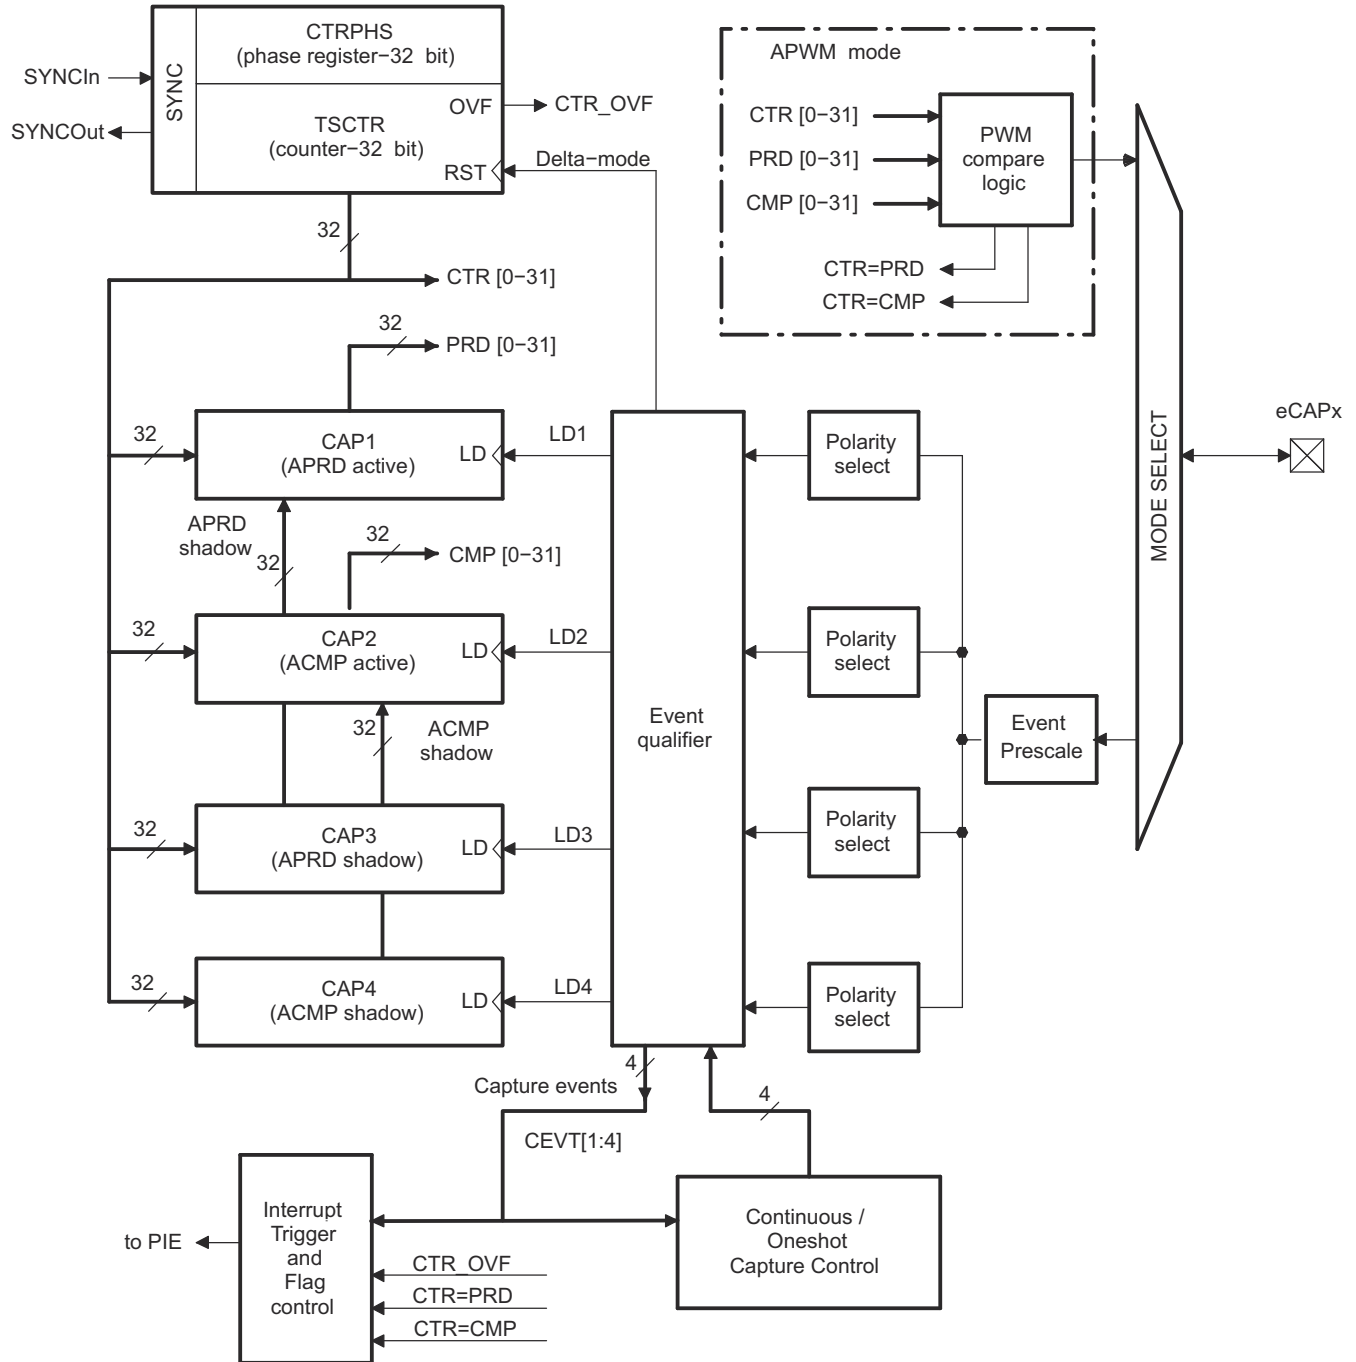 CTRPHS
(phase register−32 bit)
SYNC
SYNCIn
SYNCOut
OVF
CTR_OVF
TSCTR
(counter−32 bit)
RST
Delta−mode
32
CTR [0−31]
32
PRD [0−31]
APWM mode
CTR [0−31]
PRD [0−31]
CMP [0−31]
PWM
compare
logic
CTR=PRD
CTR=CMP
MODE SELECT
eCAPx
32
CAP1
(APRD active)
LD
LD1
Polarity
select
APRD
shadow
32
32
CMP [0−31]
32
CAP2
(ACMP active)
LD
LD2
Polarity
select
32
ACMP
shadow
Event
qualifier
Event
Prescale
32
CAP3
(APRD shadow)
LD
LD3
Polarity
select
32
CAP4
(ACMP shadow)
LD
LD4
Polarity
select
4
Capture events
4
CEVT[1:4]
to PIE
Interrupt
Trigger
and
Flag
control
CTR_OVF
CTR=PRD
CTR=CMP
Continuous /
Oneshot
Capture Control